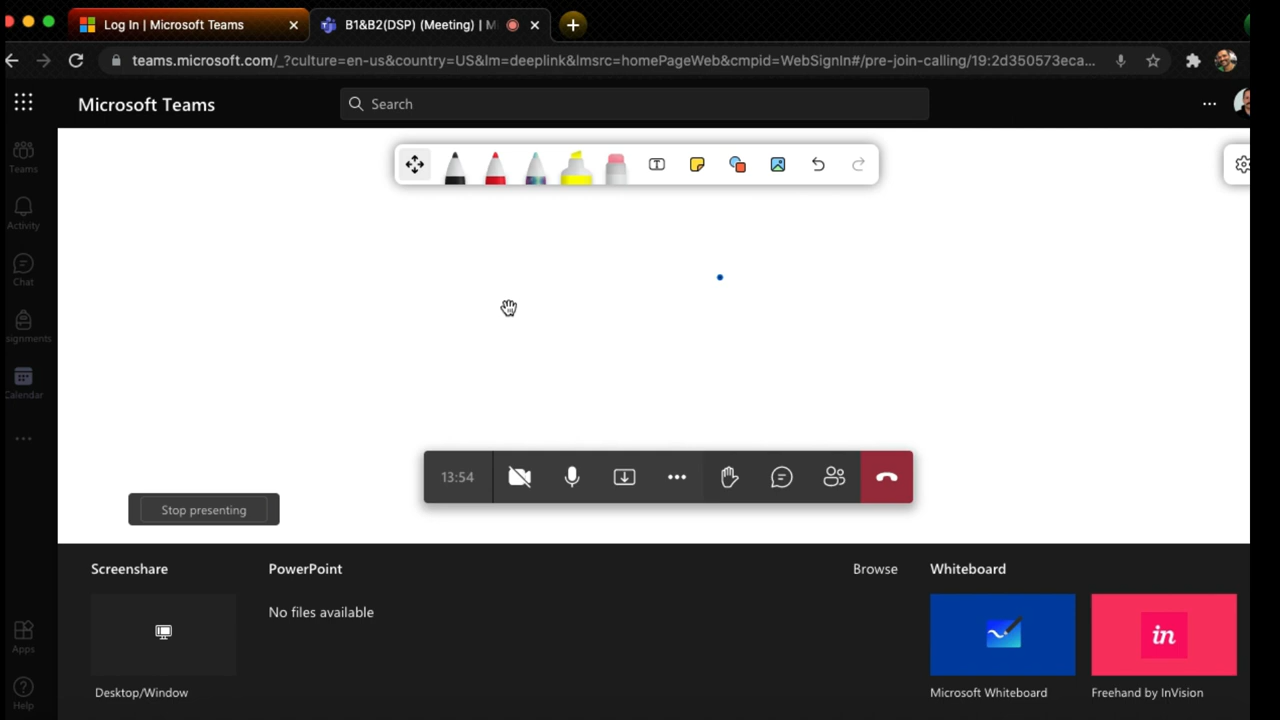 Log In | Microsoft Teams
B1&B2(DSP) (Meeting) |
teams.microsoft.com/_?culture=en-us&country=US&lm=deeplink&lmsrc=homePageWeb&cmpid=WebSignIn#/pre-join-calling/19:2d350573eca...
Microsoft Teams
Search
Teams
Activity
Chat
signments
Calendar
13:54
Stop presenting
Screenshare
PowerPoint
Browse
Whiteboard
No files available
in
Desktop/Window
Microsoft Whiteboard
Freehand by InVision
Apps
Help